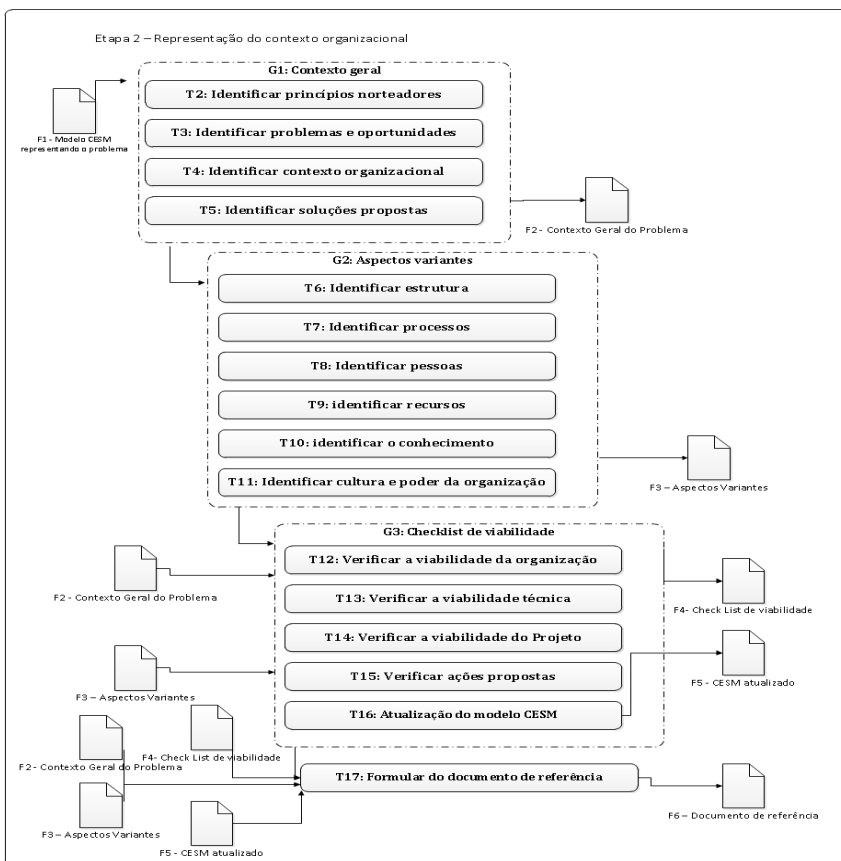 Etapa 2 – Representação do contexto organizacional
G1: Contexto geral
T2: Identificar princípios norteadores
F1 - Modelo CESM
representando o problema
T3: Identificar problemas e oportunidades
T4: Identificar contexto organizacional
T5: Identificar soluções propostas
F2 - Contexto Geral do Problema
G2: Aspectos variantes
T6: Identificar estrutura
T7: Identificar processos
T8: Identificar pessoas
T9: identificar recursos
T10: identificar o conhecimento
T11: Identificar cultura e poder da organização
F3 – Aspectos Variantes
G3: Checklist de viabilidade
T12: Verificar a viabilidade da organização
F2 - Contexto Geral do Problema
T13: Verificar a viabilidade técnica
F4- Check List de viabilidade
T14: Verificar a viabilidade do Projeto
T15: Verificar ações propostas
F5 - CESM atualizado
F3 – Aspectos Variantes
T16: Atualização do modelo CESM
F4- Check List de viabilidade
F2 - Contexto Geral do Problema
T17: Formular do documento de referência
F6 – Documento de referência
F3 – Aspectos Variantes
F5 - CESM atualizado